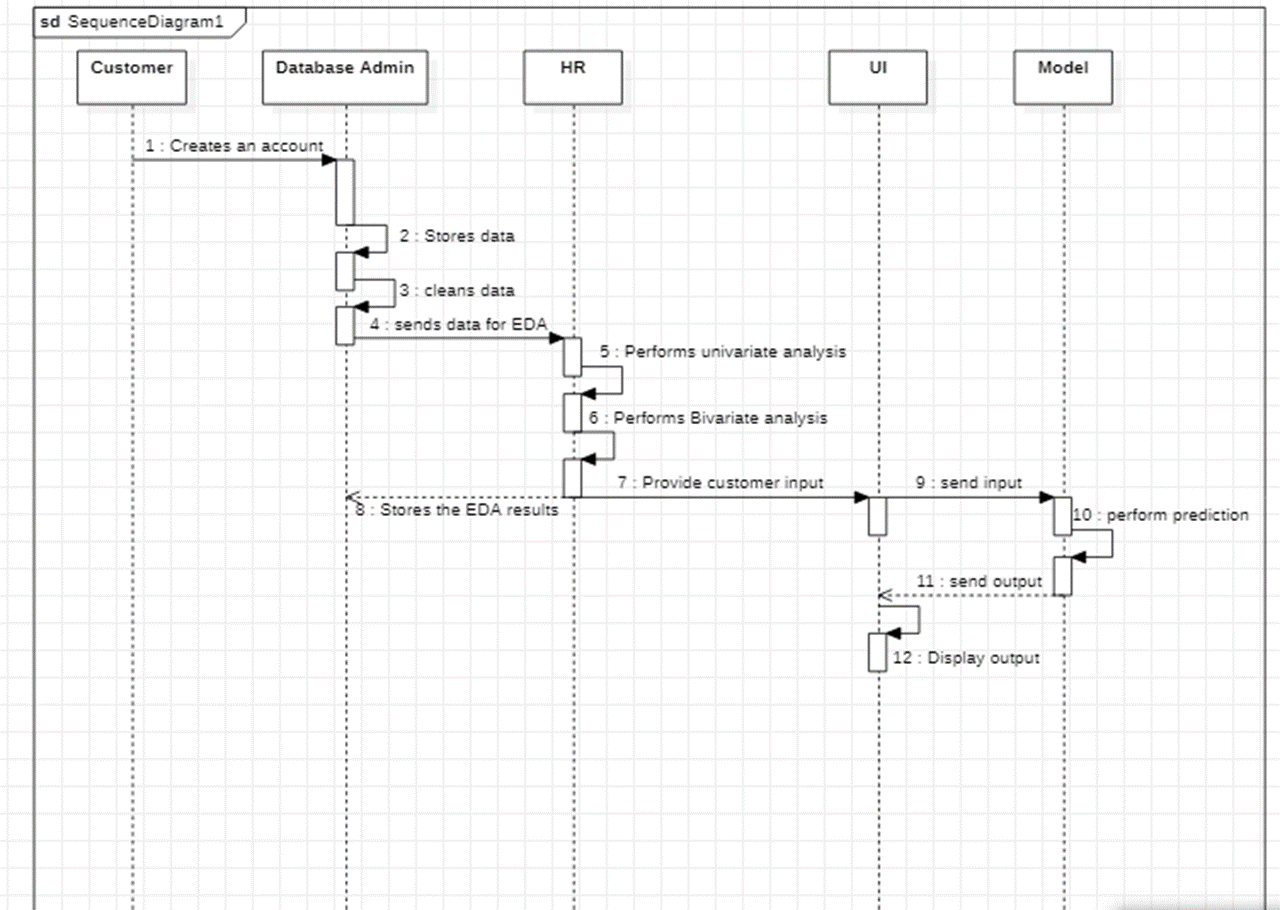 sd SequenceDiagram1
Customer
Database Admin
HR
UI
Model
1 : Creates an account
2 : Stores data
3 : cleans data
4 : sends data for EDA
5 : Performs univariate analysis
6 : Performs Bivariate analysis
7 : Provide customer input
9 : send input
8 : Stores the EDA results
10 : perform prediction
11 : send output
12 : Display output